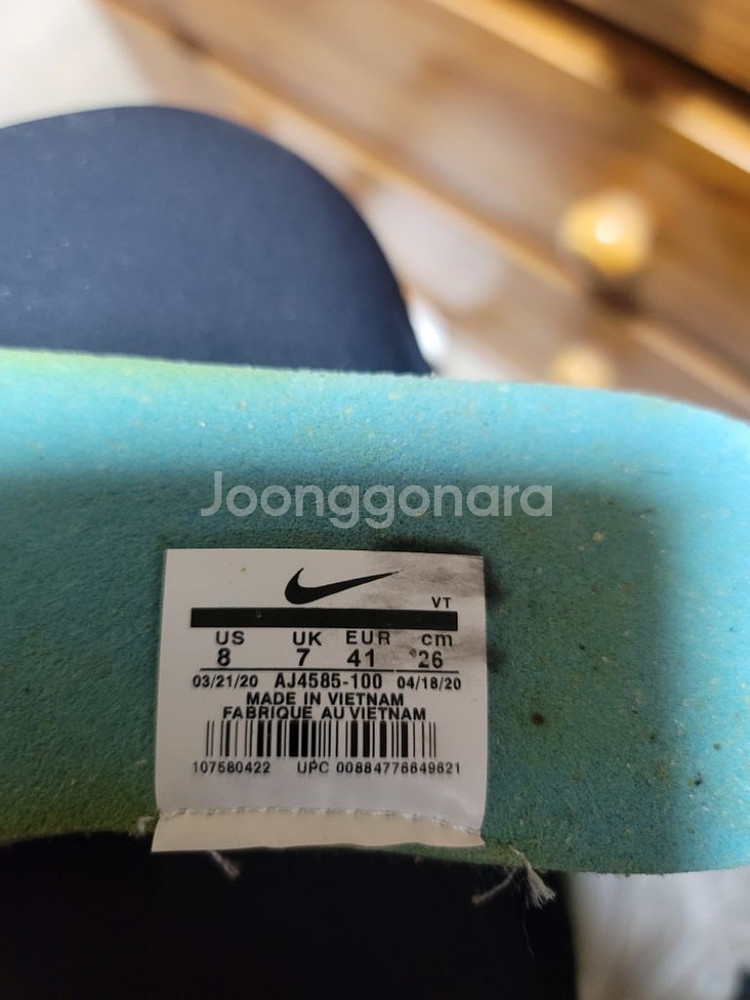 Joonggonara
VT
US UK EUR cm
8 7 41 26
03/21/20 AJ4585-100 04/18/20
MADE IN VIETNAM
FABRIQUE AU VIETNAM
107580422 UPC 00884776649621